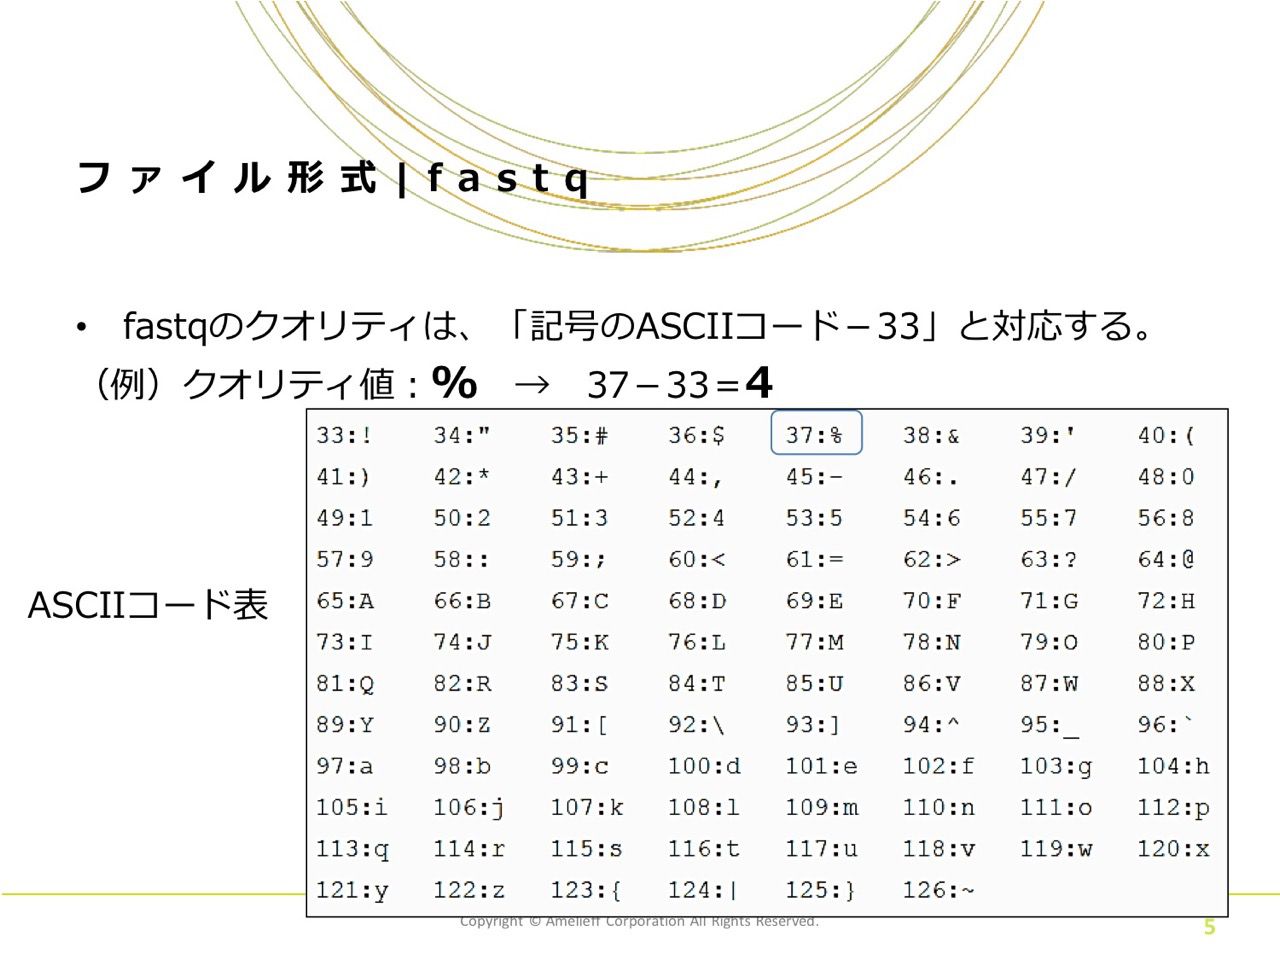 ファイル形式|fastq
• fastqのクオリティは、「記号のASCIIコード－33」と対応する。
（例）クオリティ値：% → 37－33＝4
33:! 34:" 35:# 36:$ 37:% 38:& 39:' 40:(
41:) 42:* 43:+ 44:, 45:- 46:. 47:/ 48:0
49:1 50:2 51:3 52:4 53:5 54:6 55:7 56:8
57:9 58:: 59:; 60:< 61:= 62:> 63:? 64:@
ASCIIコード表
65:A 66:B 67:C 68:D 69:E 70:F 71:G 72:H
73:I 74:J 75:K 76:L 77:M 78:N 79:O 80:P
81:Q 82:R 83:S 84:T 85:U 86:V 87:W 88:X
89:Y 90:Z 91:[ 92:\ 93:] 94:^ 95:_ 96:`
97:a 98:b 99:c 100:d 101:e 102:f 103:g 104:h
105:i 106:j 107:k 108:l 109:m 110:n 111:o 112:p
113:q 114:r 115:s 116:t 117:u 118:v 119:w 120:x
121:y 122:z 123:{ 124:| 125:} 126:~
Copyright © Amelieff Corporation All Rights Reserved.
5